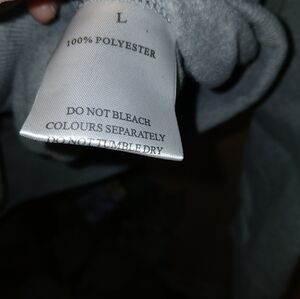 L
100% POLYESTER
DO NOT BLEACH
COLOURS SEPARATELY
DO NOT TUMBLE DRY